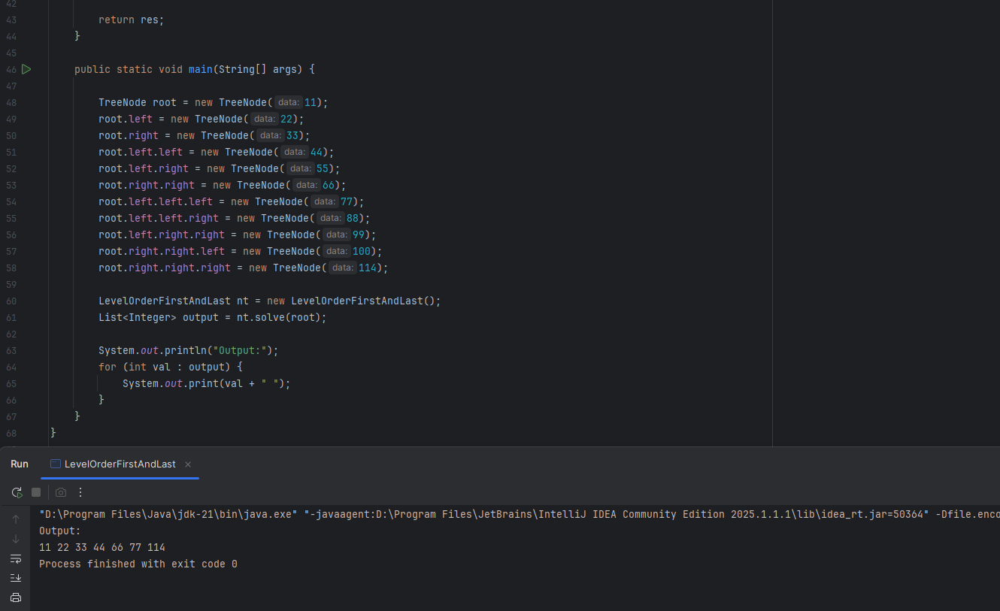 42
43 return res;
44 }
45
46 public static void main(String[] args) {
47
48 TreeNode root = new TreeNode( data: 11);
49 root.left = new TreeNode( data: 22);
50 root.right = new TreeNode( data: 33);
51 root.left.left = new TreeNode( data: 44);
52 root.left.right = new TreeNode( data: 55);
53 root.right.right = new TreeNode( data: 66);
54 root.left.left.left = new TreeNode( data: 77);
55 root.left.left.right = new TreeNode( data: 88);
56 root.left.right.right = new TreeNode( data: 99);
57 root.right.right.left = new TreeNode( data: 100);
58 root.right.right.right = new TreeNode( data: 114);
59
60 LevelOrderFirstAndLast nt = new LevelOrderFirstAndLast();
61 List<Integer> output = nt.solve(root);
62
63 System.out.println("Output:");
64 for (int val : output) {
65 System.out.print(val + " ");
66 }
67 }
68 }
Run LevelOrderFirstAndLast
"D:\Program Files\Java\jdk-21\bin\java.exe" "-javaagent:D:\Program Files\JetBrains\IntelliJ IDEA Community Edition 2025.1.1.1\lib\idea_rt.jar=50364" -Dfile.enco
Output:
11 22 33 44 66 77 114
Process finished with exit code 0